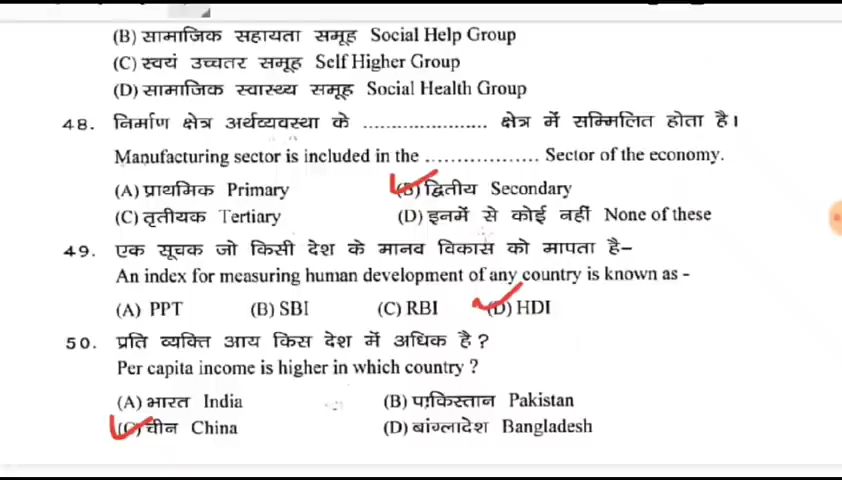 (B) सामाजिक सहायता समूह Social Help Group
(C) स्वयं उच्चतर समूह Self Higher Group
(D) सामाजिक स्वास्थ्य समूह Social Health Group
48. निर्माण क्षेत्र अर्थव्यवस्था के ..................... क्षेत्र में सम्मिलित होता है।
Manufacturing sector is included in the ................... Sector of the economy.
(A) प्राथमिक Primary (B) द्वितीय Secondary
(C) तृतीयक Tertiary (D) इनमें से कोई नहीं None of these
49. एक सूचक जो किसी देश के मानव विकास को मापता है–
An index for measuring human development of any country is known as -
(A) PPT (B) SBI (C) RBI (D) HDI
50. प्रति व्यक्ति आय किस देश में अधिक है ?
Per capita income is higher in which country ?
(A) भारत India (B) पाकिस्तान Pakistan
(C) चीन China (D) बांग्लादेश Bangladesh